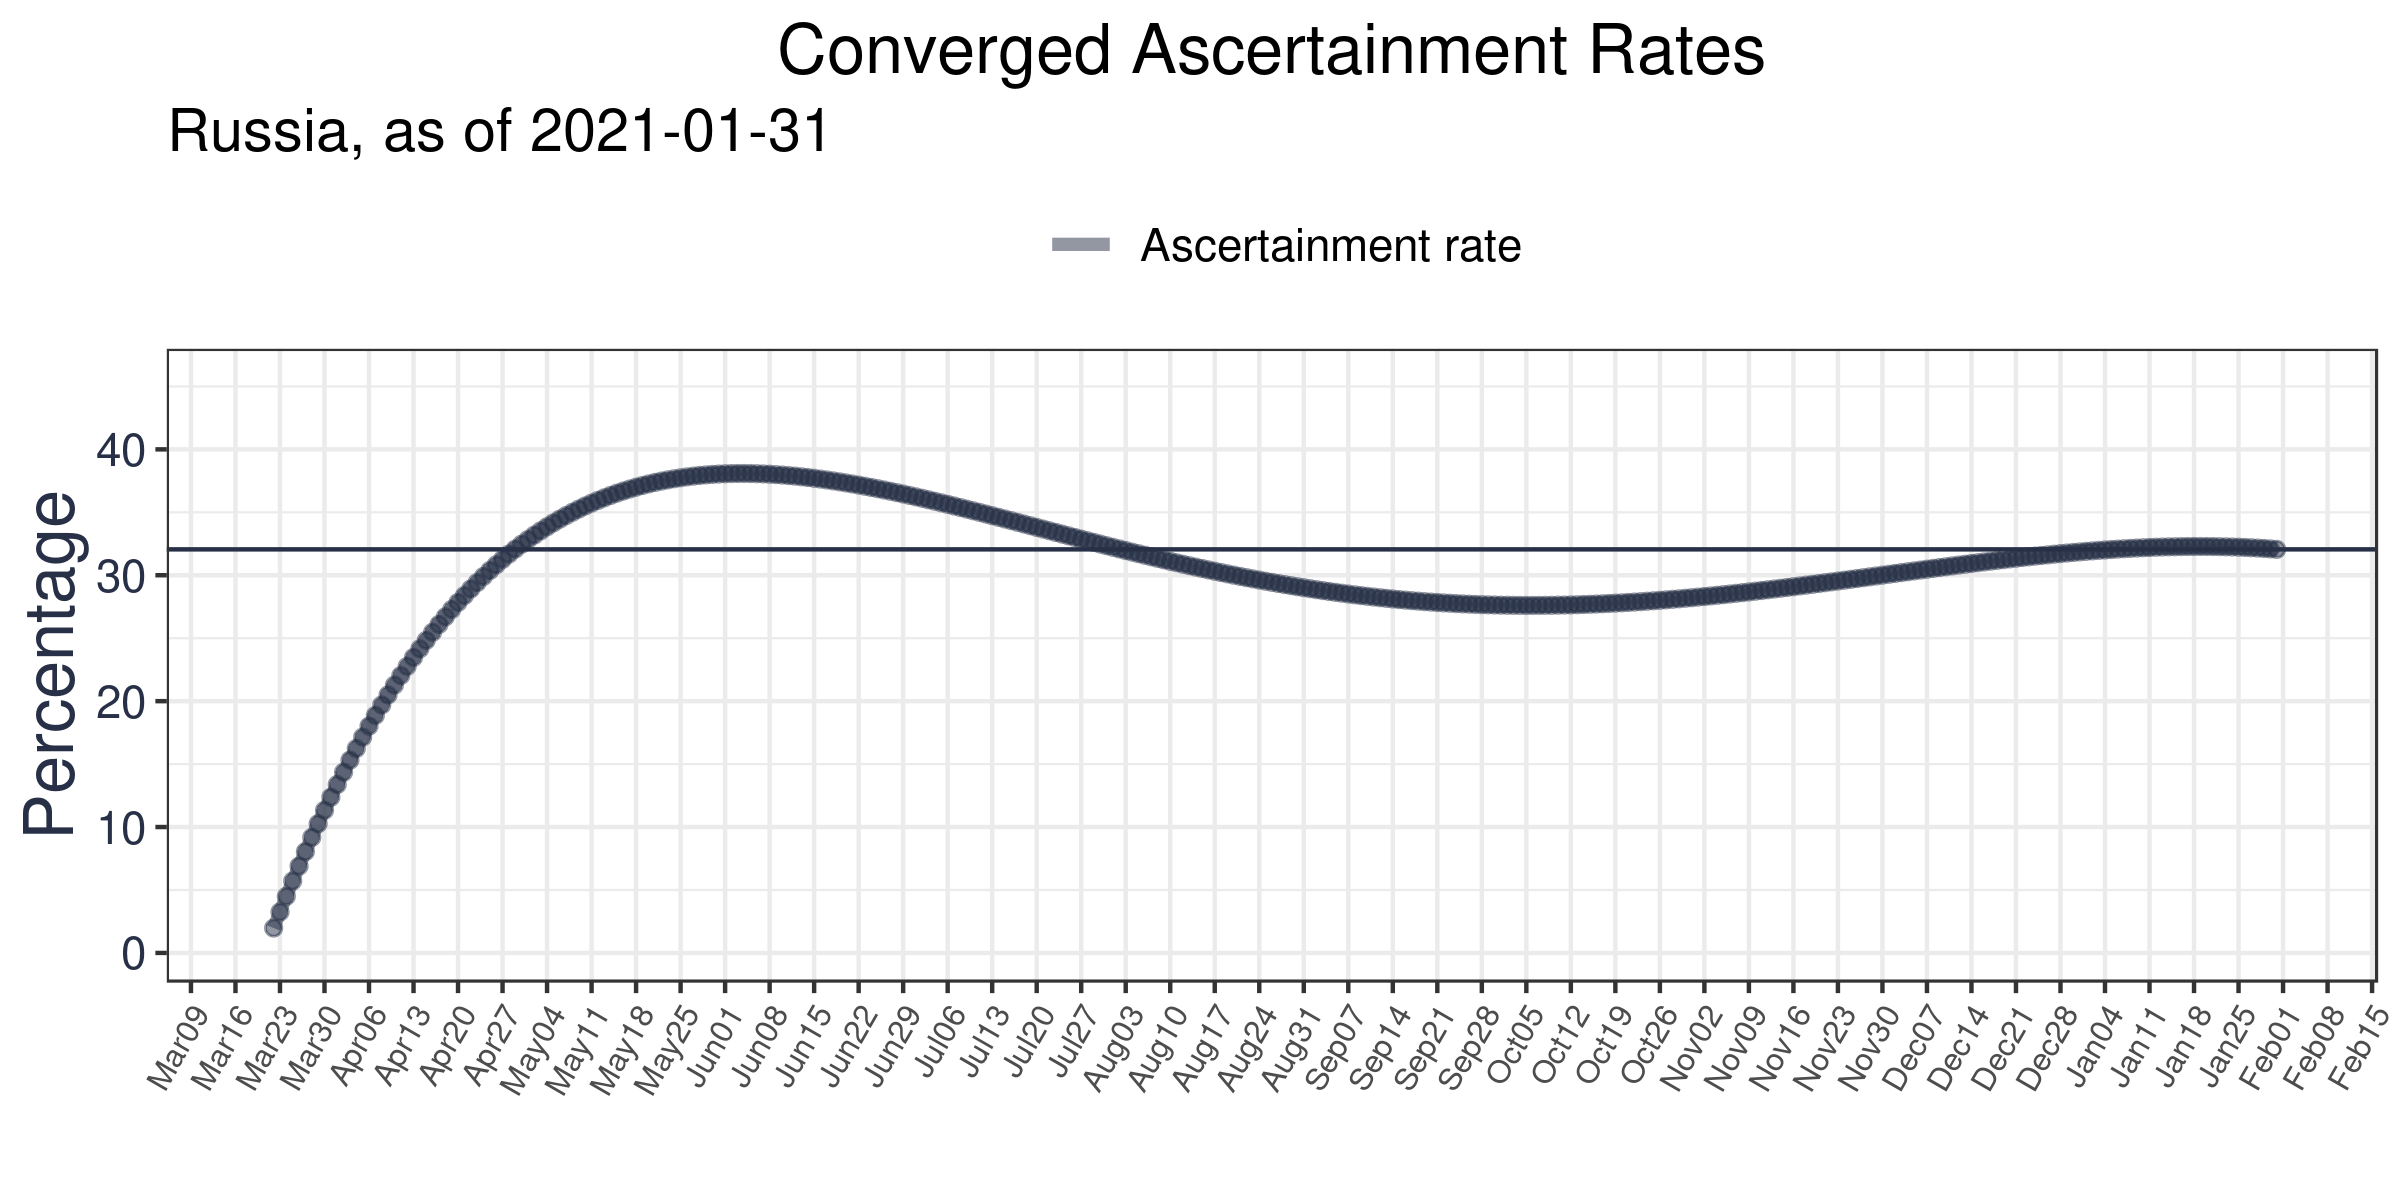 Converged Ascertainment Rates
Russia, as of 2021-01-31
Ascertainment rate
Percentage
40
30
20
10
0
Mar09
Mar16
Mar23
Mar30
Apr06
Apr13
Apr20
Apr27
May04
May11
May18
May25
Jun01
Jun08
Jun15
Jun22
Jun29
Jul06
Jul13
Jul20
Jul27
Aug03
Aug10
Aug17
Aug24
Aug31
Sep07
Sep14
Sep21
Sep28
Oct05
Oct12
Oct19
Oct26
Nov02
Nov09
Nov16
Nov23
Nov30
Dec07
Dec14
Dec21
Dec28
Jan04
Jan11
Jan18
Jan25
Feb01
Feb08
Feb15